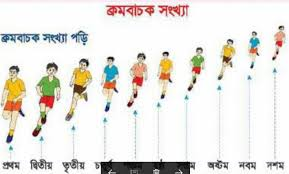 ক্রমবাচক সংখ্যা
ক্রমবাচক সংখ্যা পড়ি
প্রথম দ্বিতীয় তৃতীয় অষ্টম নবম দশম